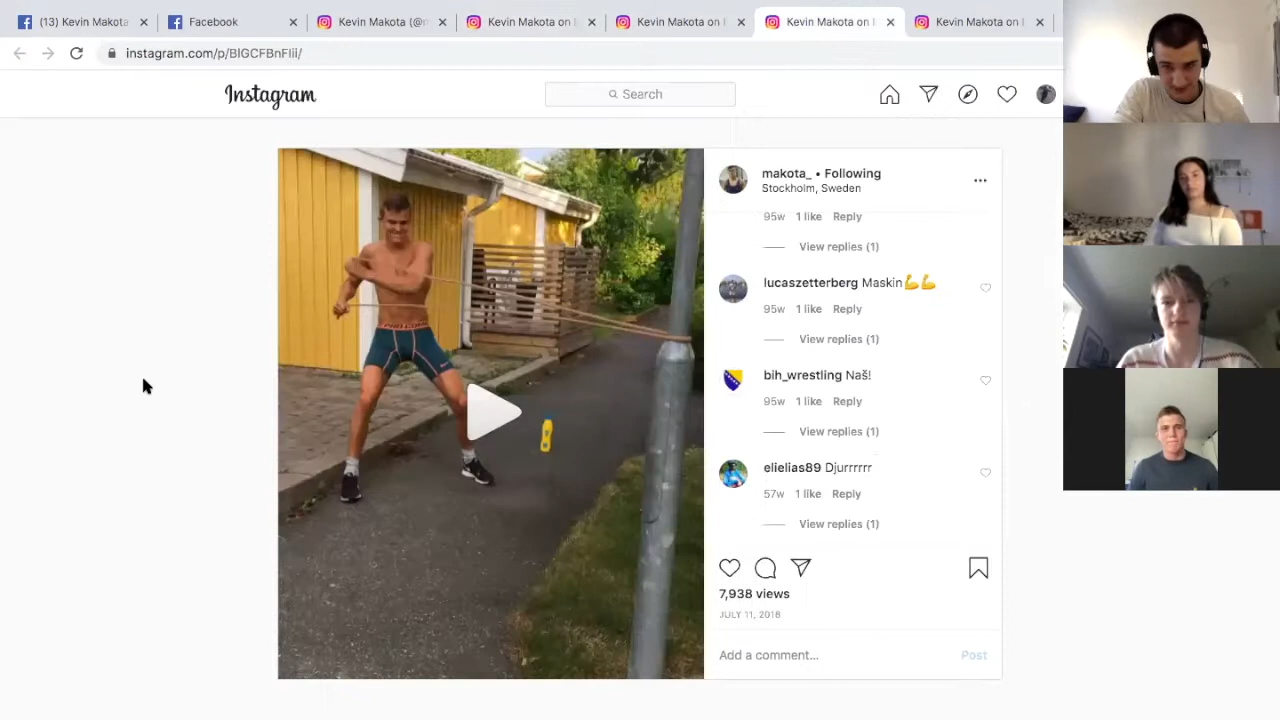 (13) Kevin Makota
Facebook
Kevin Makota (@m
Kevin Makota on I
Kevin Makota on I
Kevin Makota on I
Kevin Makota on I
instagram.com/p/BlGCFBnFlii/
Instagram
Search
makota_ • Following
Stockholm, Sweden
95w 1 like Reply
View replies (1)
lucaszetterberg Maskin💪💪
95w 1 like Reply
View replies (1)
bih_wrestling Naš!
95w 1 like Reply
View replies (1)
elielias89 Djurrrrrr
57w 1 like Reply
View replies (1)
7,938 views
JULY 11, 2018
Add a comment...
Post